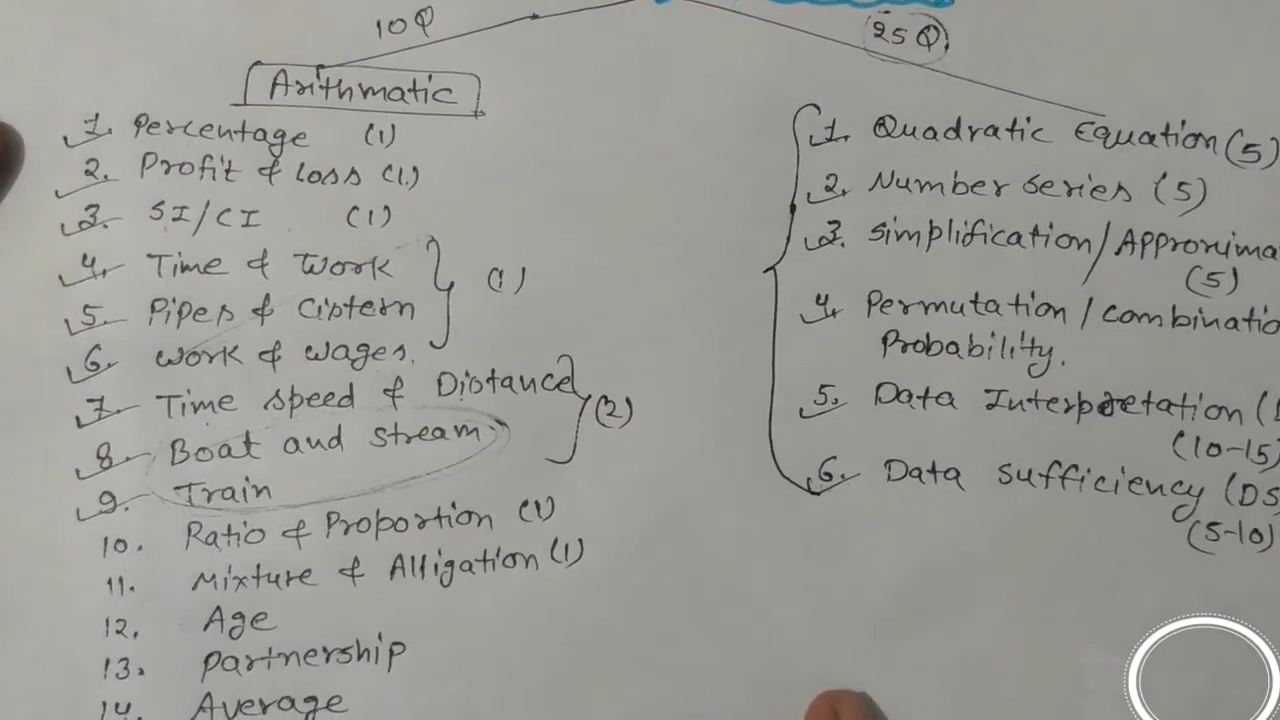 10 Q
Arithmatic
1. Percentage (1)
2. Profit & Loss (1)
3. SI/CI (1)
4. Time & Work
5. Pipes & Cistern
(1)
6. Work & Wages.
7. Time speed & Distance
8. Boat and stream
(2)
9. Train
10. Ratio & Proportion (1)
11. Mixture & Alligation (1)
12. Age
13. Partnership
14. Average
25 Q
1. Quadratic Equation (5)
2. Number series (5)
3. Simplification / Approxima
(5)
4. Permutation / Combinatio
Probability.
5. Data Interpretation (
(10-15)
6. Data sufficiency (DS
(5-10)